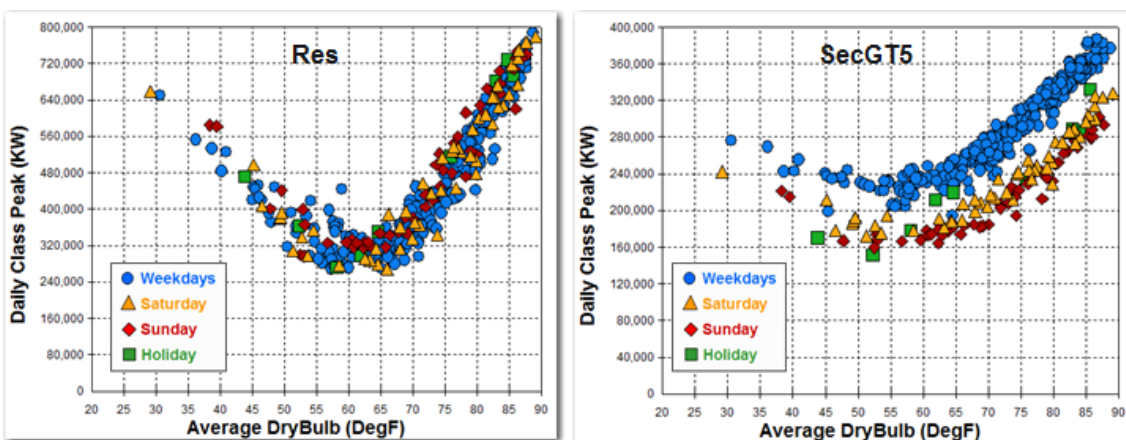 Res
Daily Class Peak (KW)
800,000
720,000
640,000
560,000
480,000
400,000
320,000
240,000
160,000
80,000
0
Weekdays
Saturday
Sunday
Holiday
20 25 30 35 40 45 50 55 60 65 70 75 80 85 90
Average DryBulb (DegF)
SecGT5
Daily Class Peak (KW)
400,000
360,000
320,000
280,000
240,000
200,000
160,000
120,000
80,000
40,000
0
Weekdays
Saturday
Sunday
Holiday
20 25 30 35 40 45 50 55 60 65 70 75 80 85 90
Average DryBulb (DegF)